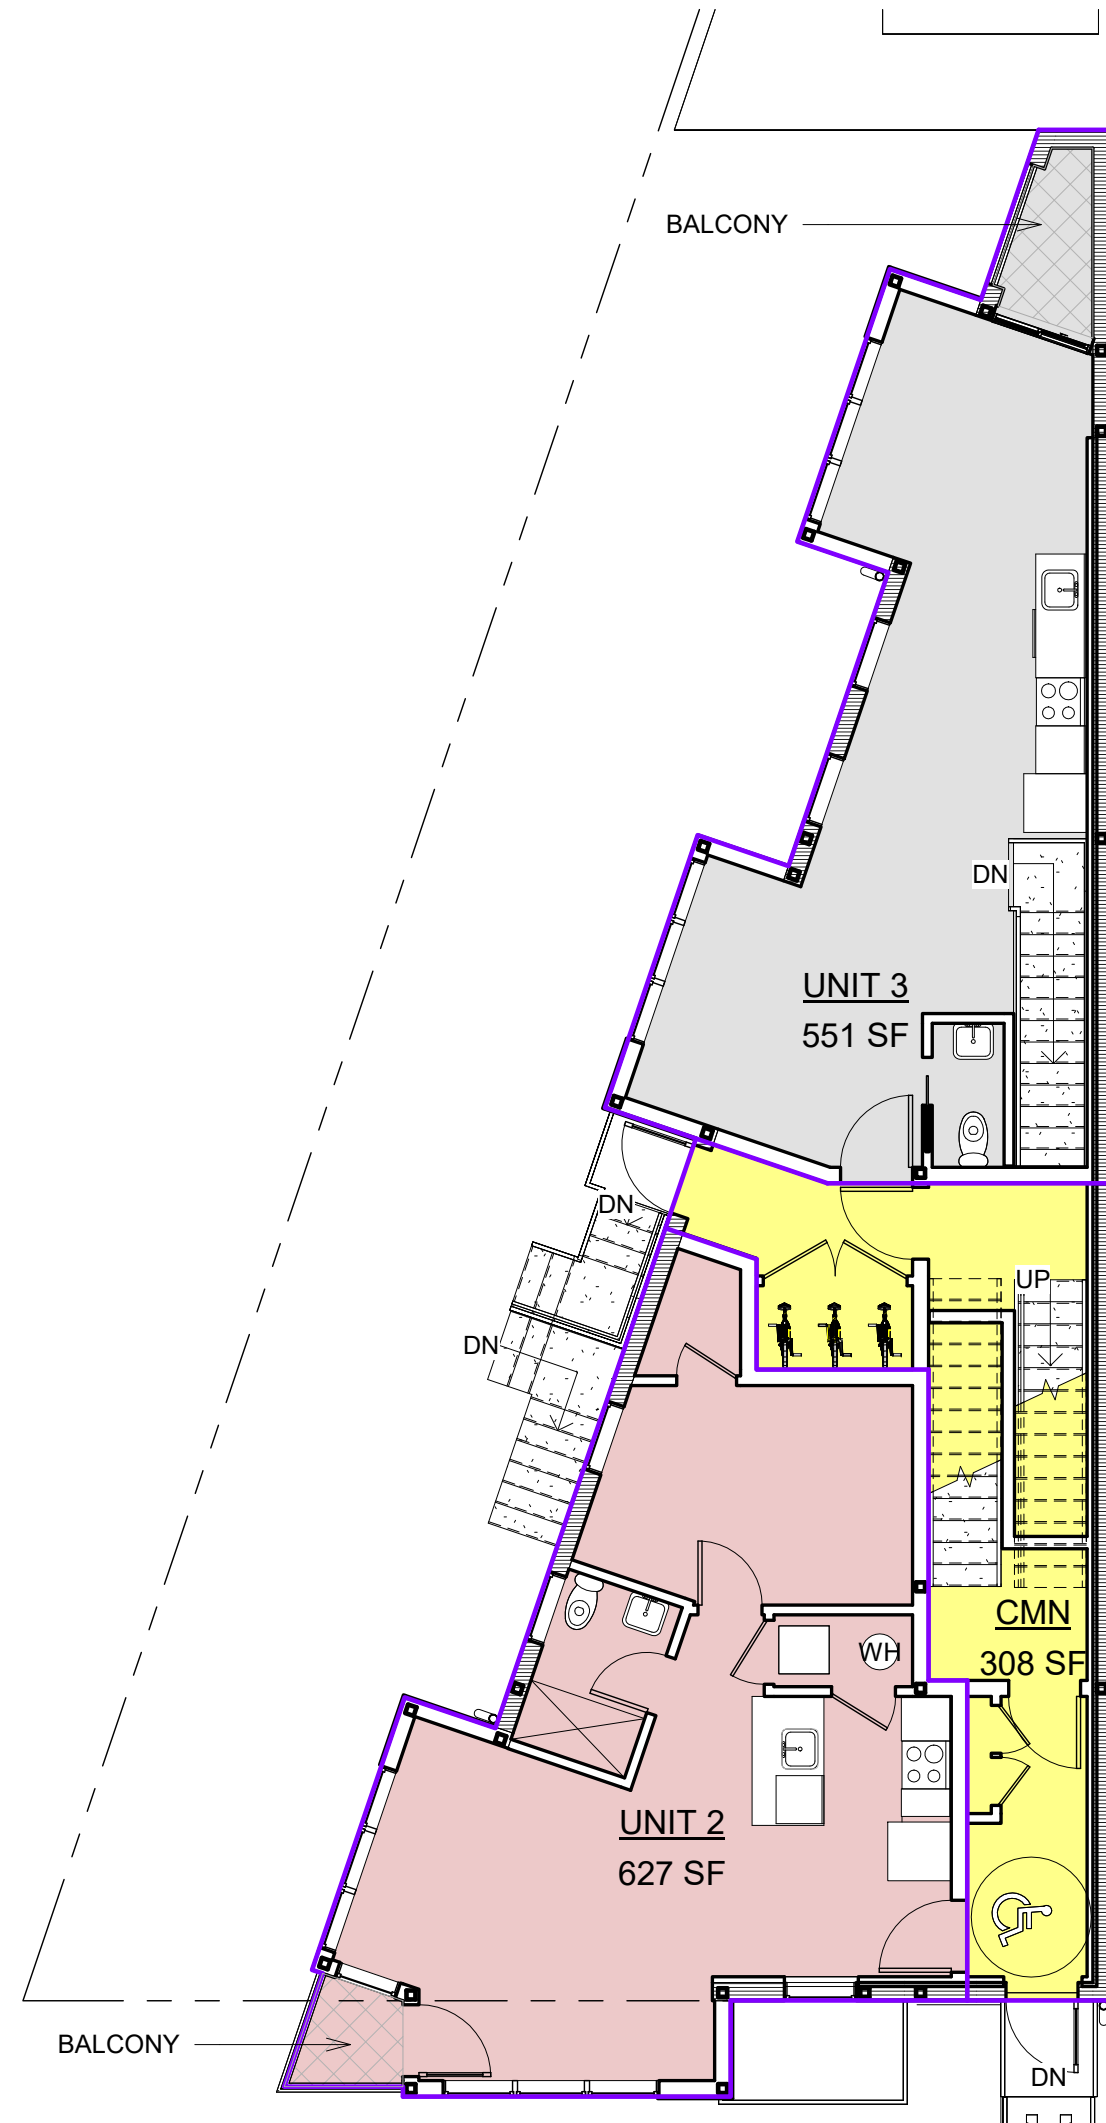 BALCONY
DN
UNIT 3
551 SF
DN
UP
DN
CMN
308 SF
WH
UNIT 2
627 SF
BALCONY
DN